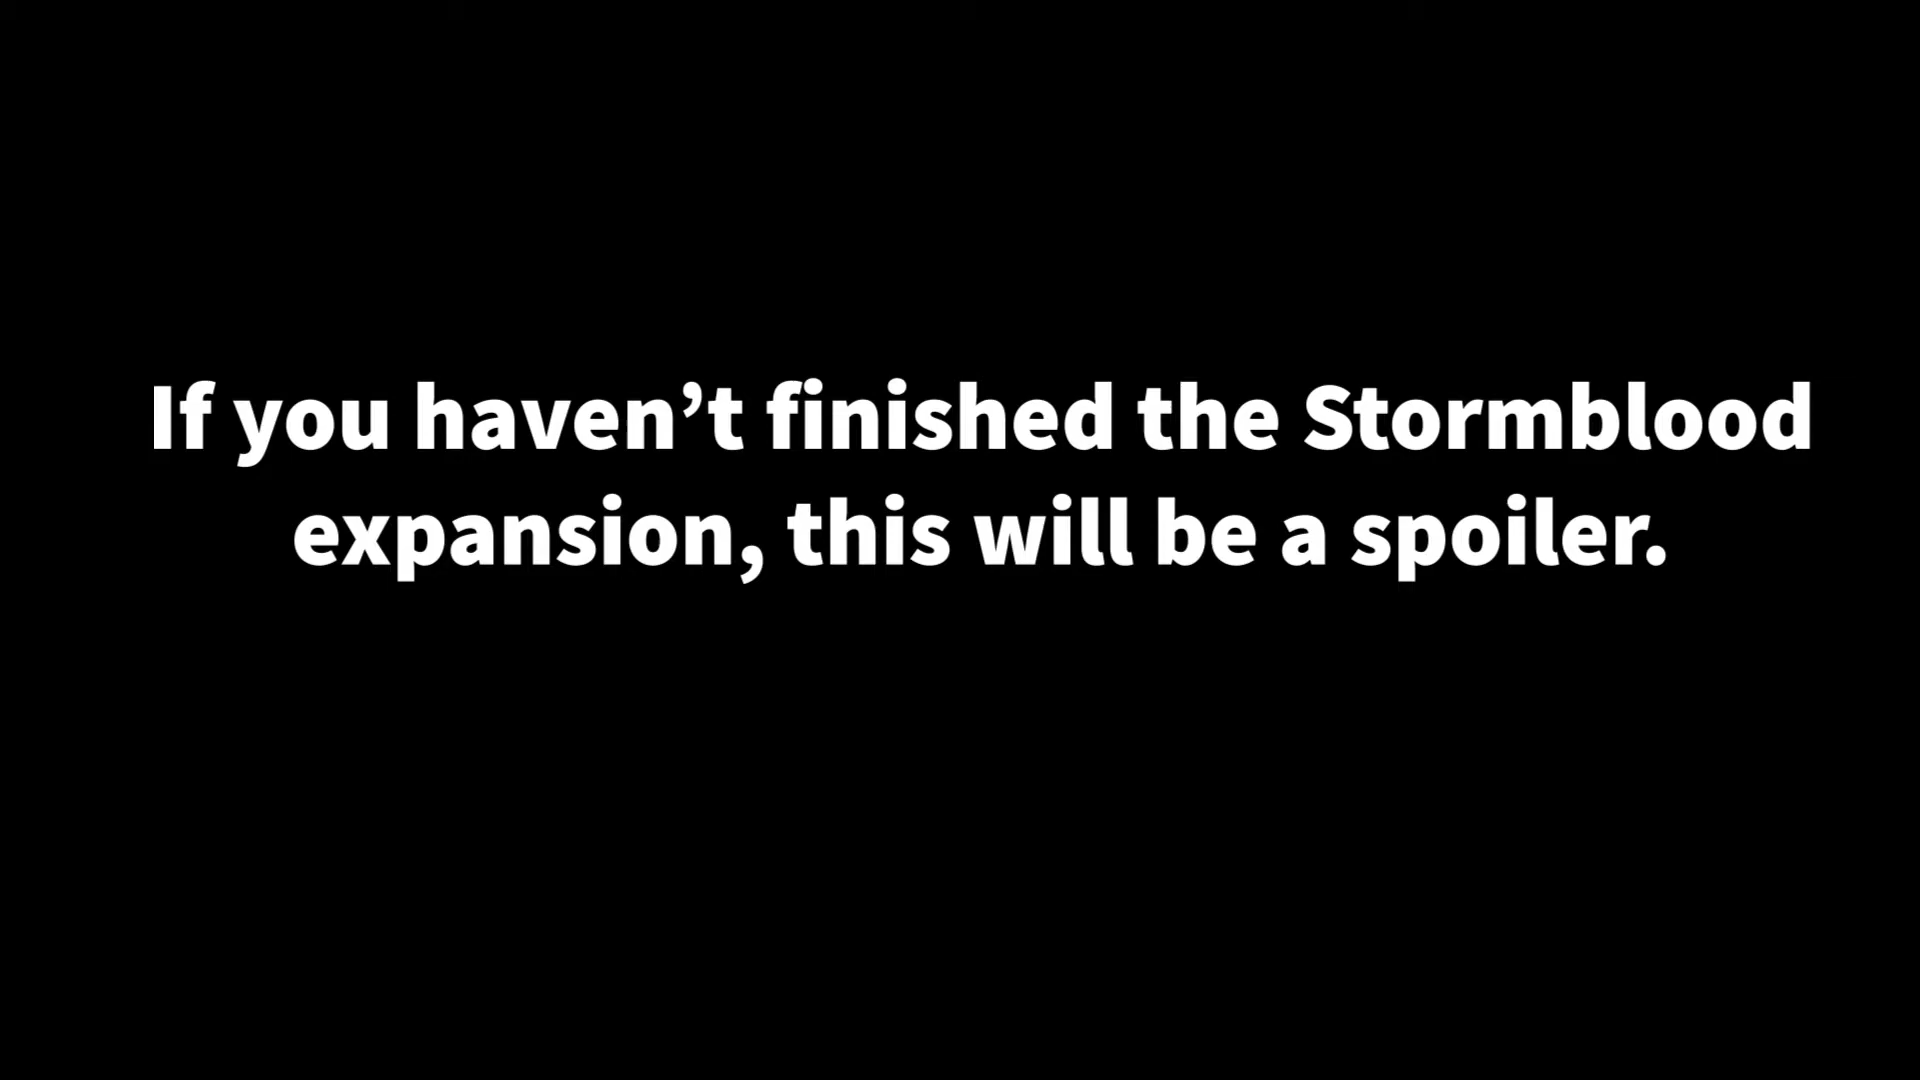 If you haven’t finished the Stormblood
expansion, this will be a spoiler.